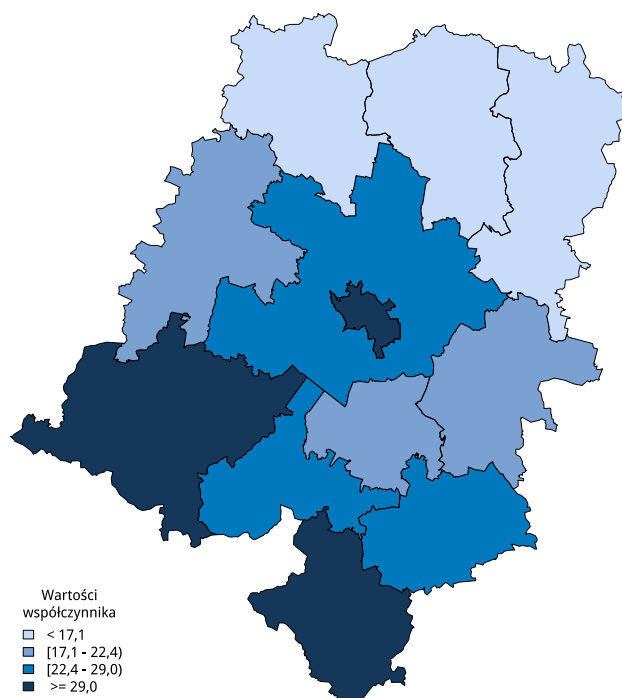 Wartości
współczynnika
< 17,1
[17,1 - 22,4)
[22,4 - 29,0)
>= 29,0